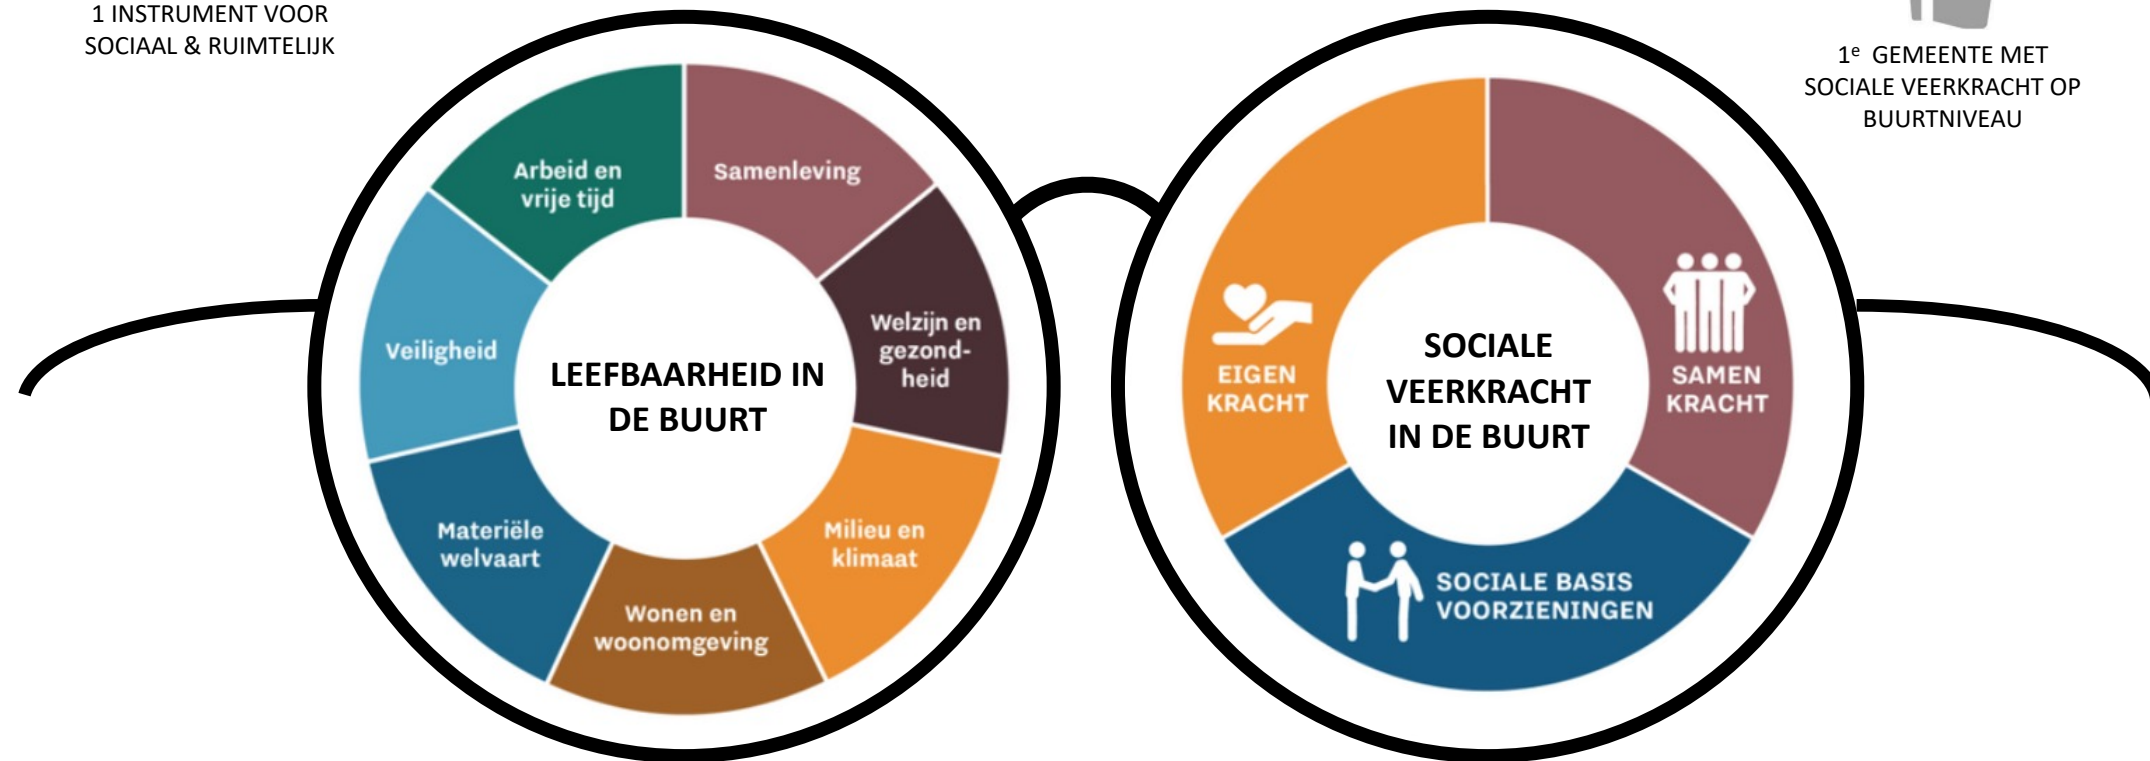 1 INSTRUMENT VOOR
SOCIAAL & RUIMTELIJK
1e GEMEENTE MET
SOCIALE VEERKRACHT OP
BUURTNIVEAU
Arbeid en
vrije tijd
Samenleving
Welzijn en
gezond-
heid
Milieu en
klimaat
Wonen en
woonomgeving
Materiële
welvaart
Veiligheid
LEEFBAARHEID IN
DE BUURT
EIGEN
KRACHT
SAMEN
KRACHT
SOCIALE BASIS
VOORZIENINGEN
SOCIALE
VEERKRACHT
IN DE BUURT